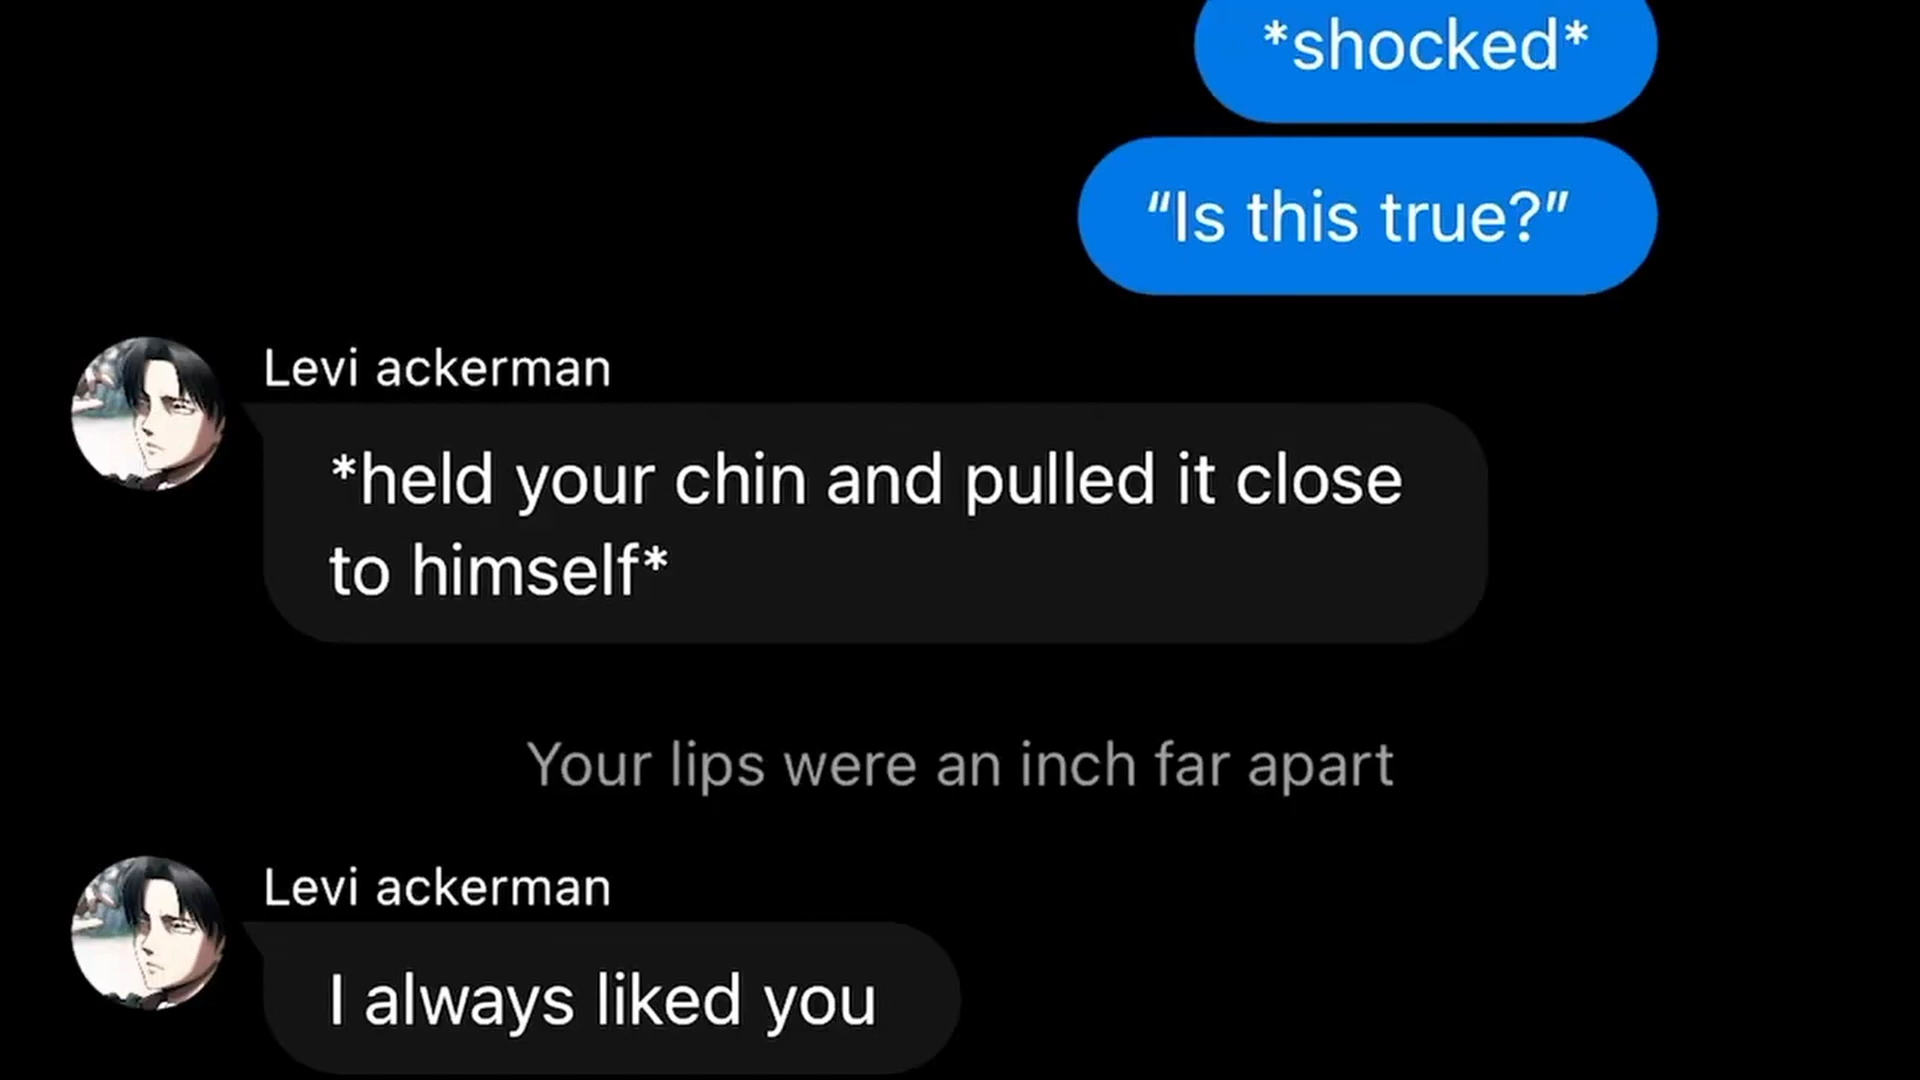 *shocked*
“Is this true?”
Levi ackerman
*held your chin and pulled it close
to himself*
Your lips were an inch far apart
Levi ackerman
I always liked you